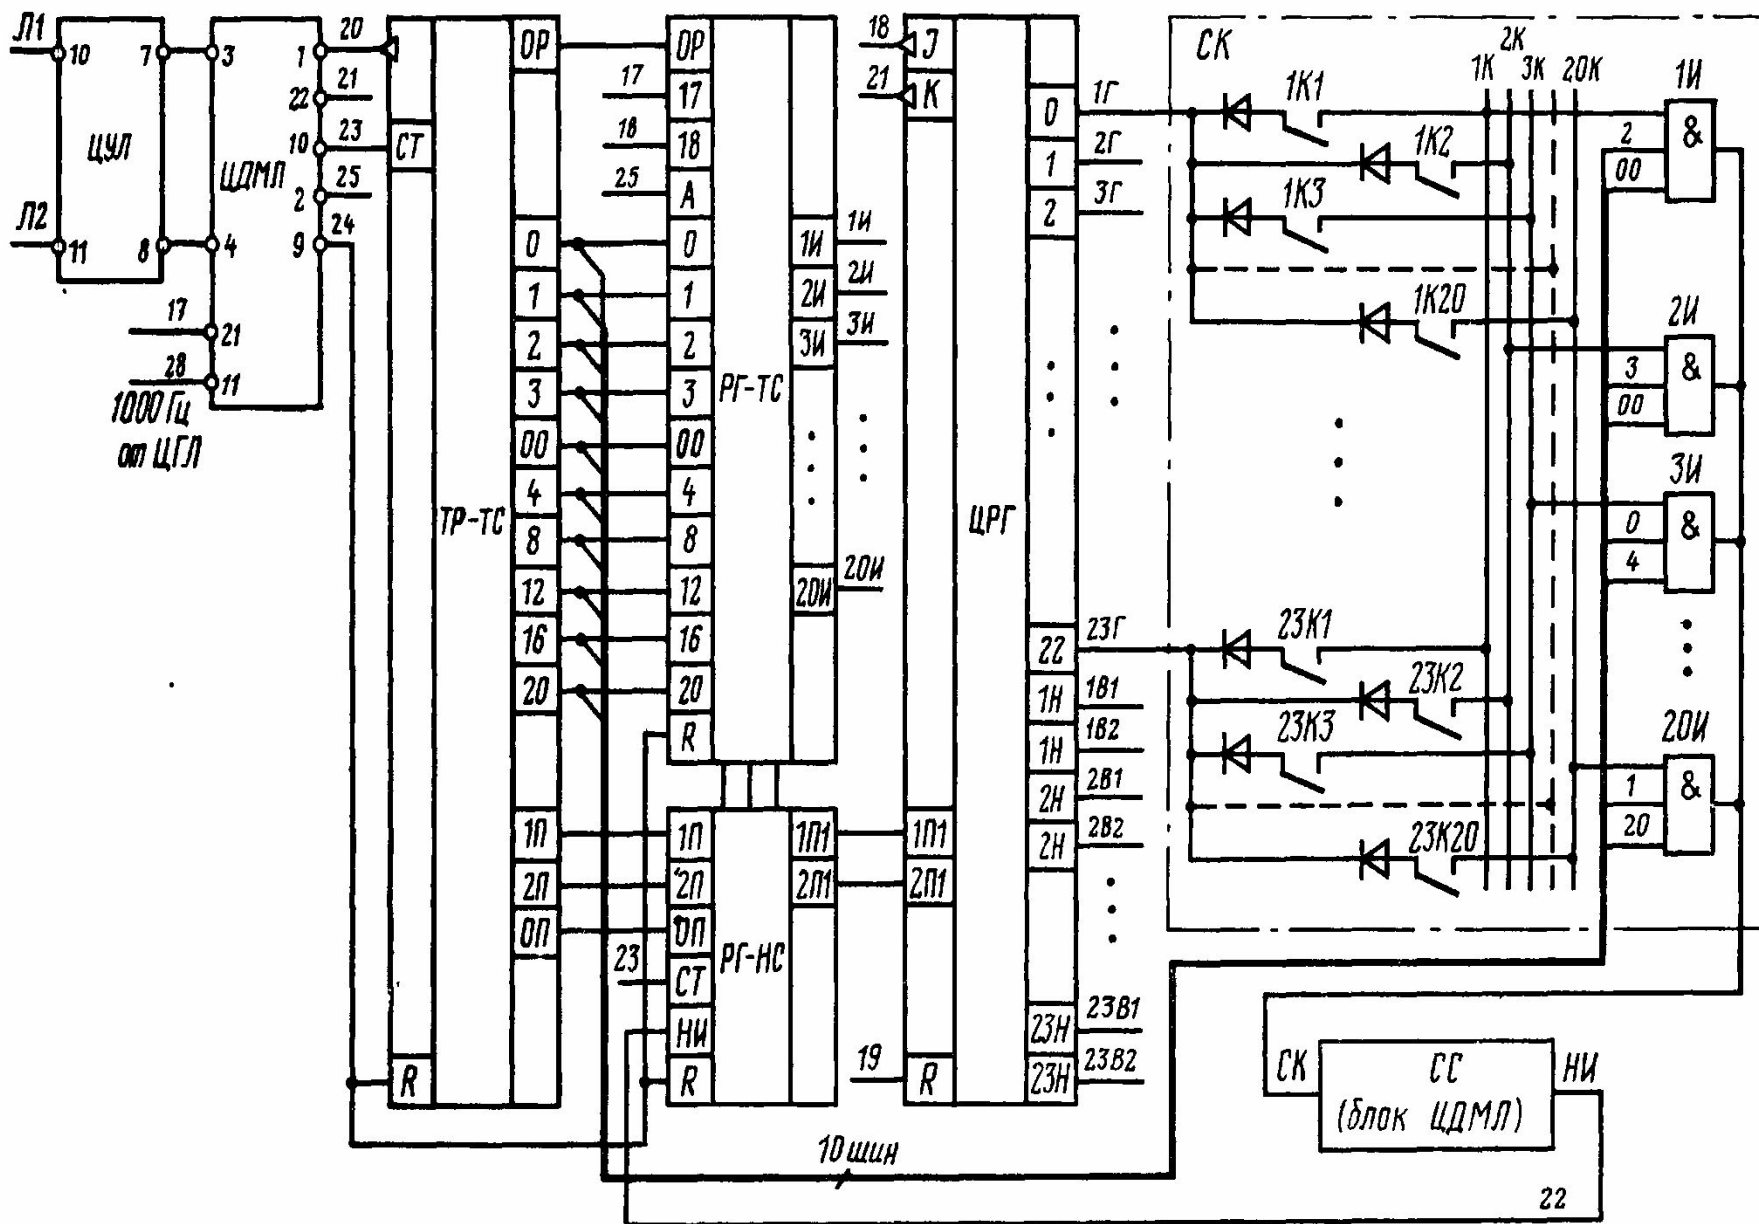 Л1
10
7
ЦУЛ
Л2
11
8
3
1
20
22
21
10
23
ЦДМЛ
2
25
4
9
24
17
21
28
11
1000 Гц
от ЦГЛ
СТ
ТР-ТС
R
ОР
0
1
2
3
00
4
8
12
16
20
1П
2П
0П
ОР
17
17
18
18
25
А
0
1
2
3
00
4
8
12
16
20
R
РГ-ТС
1И
1И
2И
2И
3И
3И
20И
20И
1П
2П
0П
23
СТ
НИ
R
РГ-НС
1П1
2П1
18
J
21
K
1П1
2П1
19
R
ЦРГ
0
1Г
1
2Г
2
3Г
22
23Г
1Н
1В1
1Н
1В2
2Н
2В1
2Н
2В2
23Н
23В1
23Н
23В2
СК
1К1
1К2
1К3
1К20
23К1
23К2
23К3
23К20
1К
2К
3К
20К
1И
&
2
00
2И
&
3
00
3И
&
0
4
20И
&
1
20
СК
СС
(блок ЦДМЛ)
НИ
10 шин
22